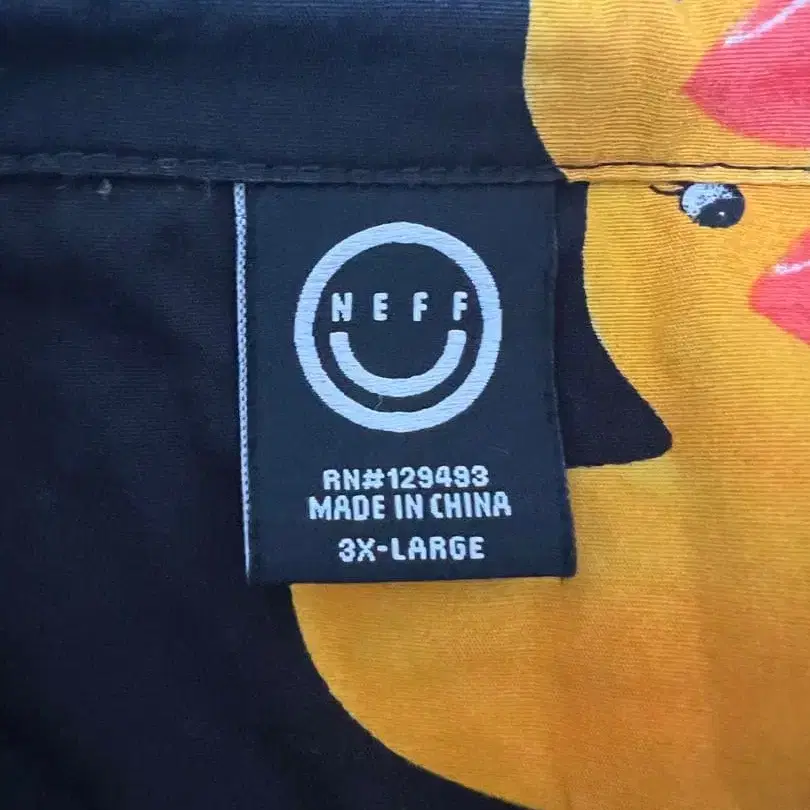 NEFF
RN#129493
MADE IN CHINA
3X-LARGE